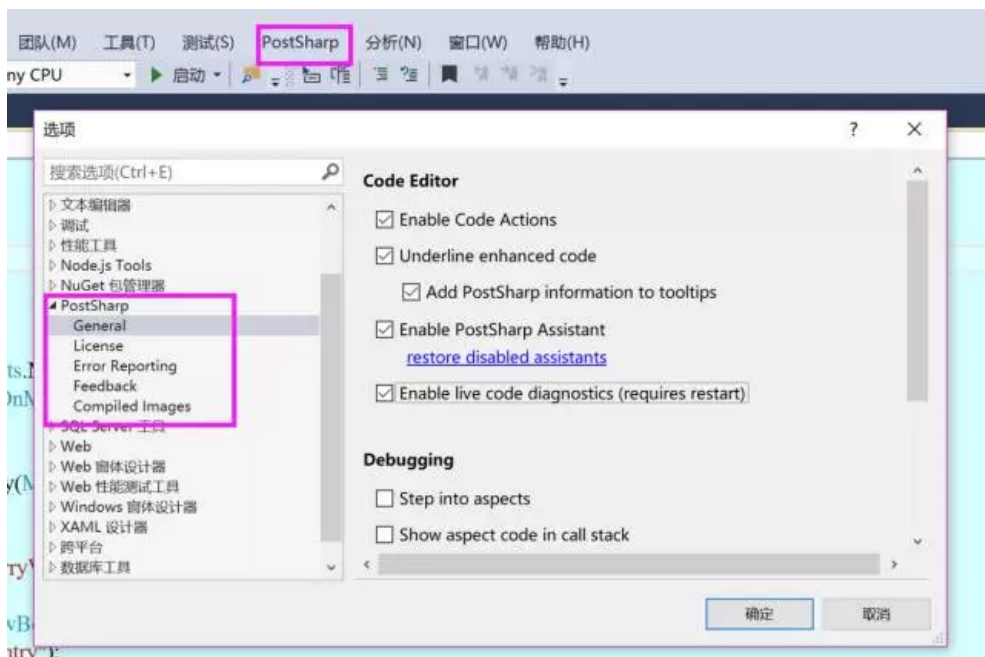 团队(M) 工具(T) 测试(S) PostSharp 分析(N) 窗口(W) 帮助(H)
ny CPU 启动
选项 ?
搜索选项(Ctrl+E)
文本编辑器
调试
性能工具
Node.js Tools
NuGet 包管理器
PostSharp
General
License
Error Reporting
Feedback
Compiled Images
SQL Server 工具
Web
Web 窗体设计器
Web 性能测试工具
Windows 窗体设计器
XAML 设计器
跨平台
数据库工具
Code Editor
Enable Code Actions
Underline enhanced code
Add PostSharp information to tooltips
Enable PostSharp Assistant
restore disabled assistants
Enable live code diagnostics (requires restart)
Debugging
Step into aspects
Show aspect code in call stack
确定 取消